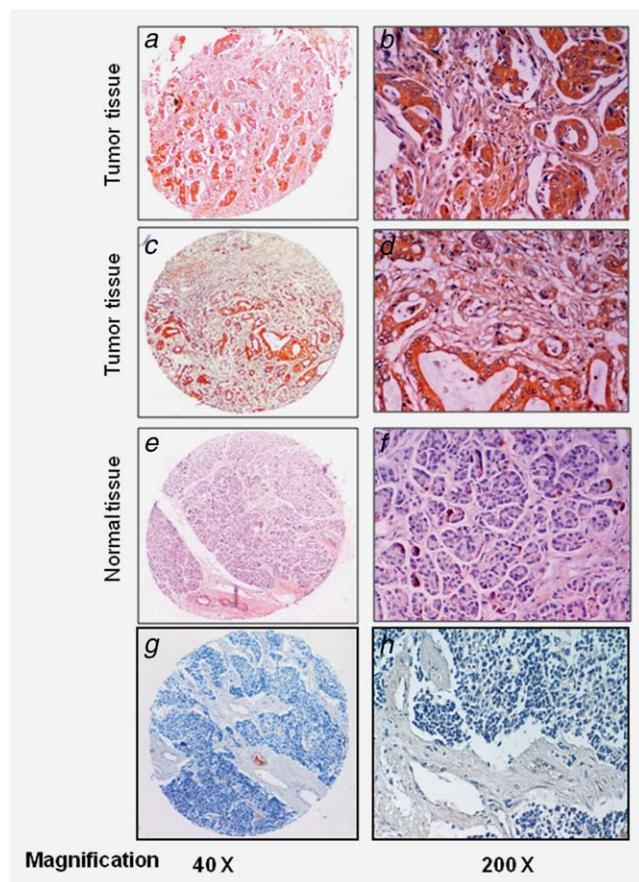 a
b
Tumor tissue
c
d
Tumor tissue
e
f
Normal tissue
g
h
Magnification 40 X 200 X